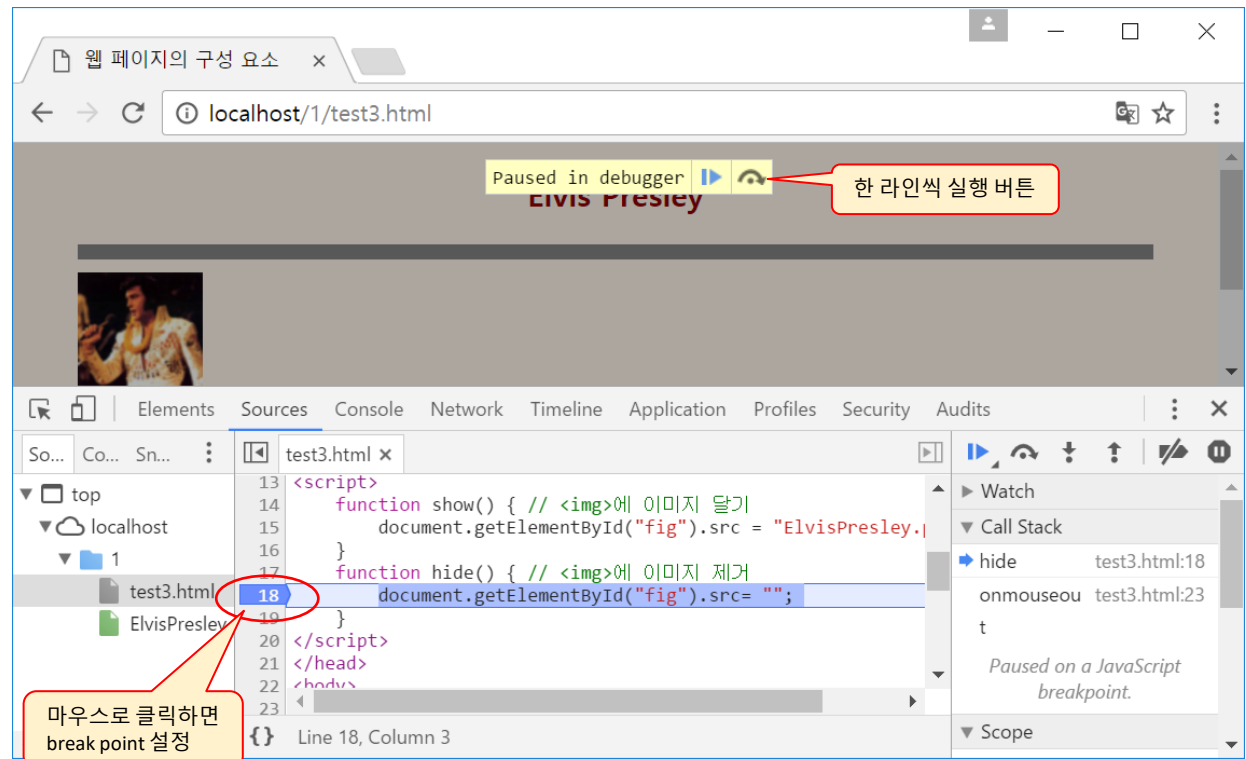 웹 페이지의 구성 요소
localhost/1/test3.html
Paused in debugger
한 라인씩 실행 버튼
Elvis Presley
Elements Sources Console Network Timeline Application Profiles Security Audits
So... Co... Sn...
test3.html
top
localhost
1
test3.html
ElvisPresley
13 <script>
14 function show() { // <img>에 이미지 달기
15 document.getElementById("fig").src = "ElvisPresley.p
16 }
17 function hide() { // <img>에 이미지 제거
18 document.getElementById("fig").src= "";
19 }
20 </script>
21 </head>
22 <body>
23
{} Line 18, Column 3
마우스로 클릭하면
break point 설정
Watch
Call Stack
hide test3.html:18
onmouseou test3.html:23
t
Paused on a JavaScript
breakpoint.
Scope